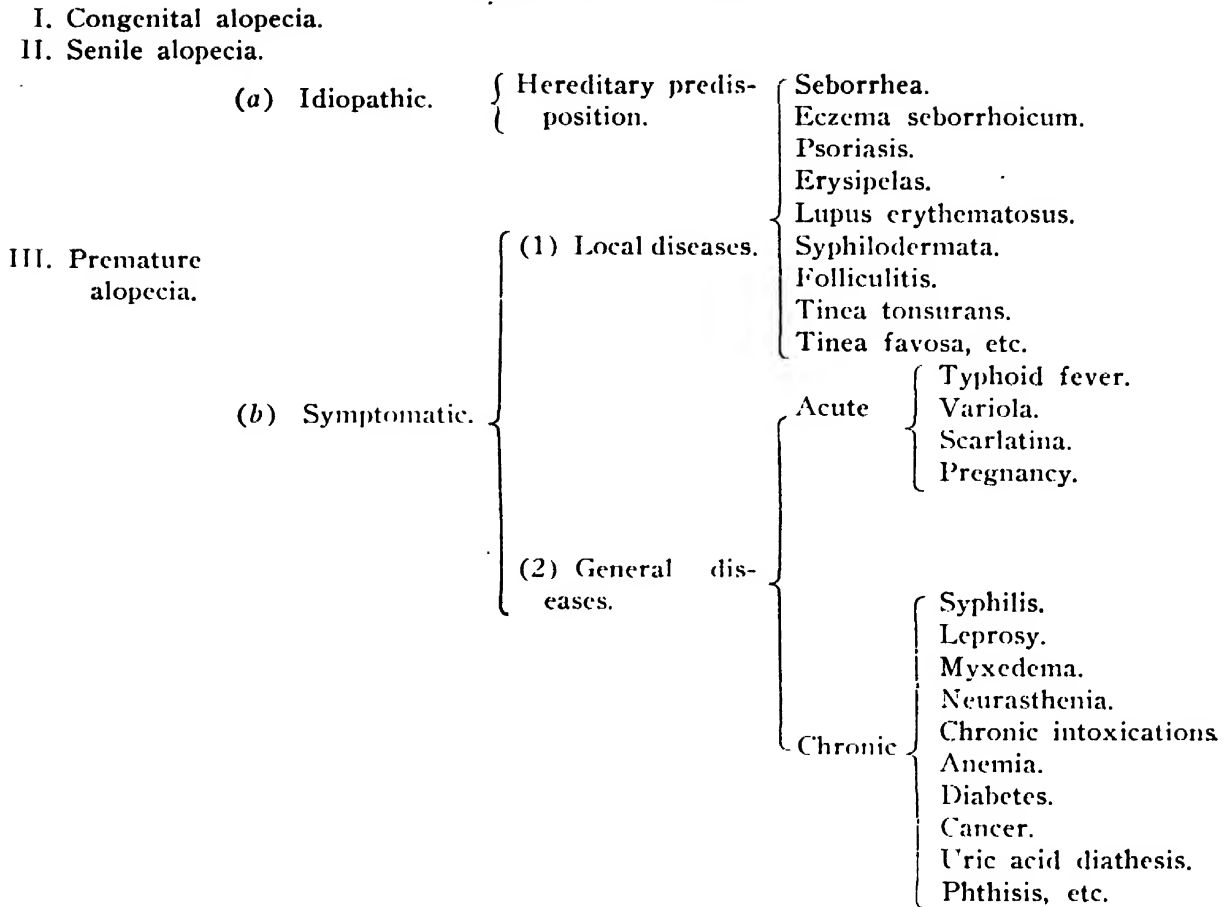 I. Congenital alopecia.
II. Senile alopecia.
III. Premature
alopecia.
(a) Idiopathic.
Hereditary predis-
position.
(b) Symptomatic.
(1) Local diseases.
Seborrhea.
Eczema seborrhoicum.
Psoriasis.
Erysipelas.
Lupus erythematosus.
Syphilodermata.
Folliculitis.
Tinea tonsurans.
Tinea favosa, etc.
(2) General dis-
eases.
Acute
Typhoid fever.
Variola.
Scarlatina.
Pregnancy.
Chronic
Syphilis.
Leprosy.
Myxedema.
Neurasthenia.
Chronic intoxications
Anemia.
Diabetes.
Cancer.
Uric acid diathesis.
Phthisis, etc.